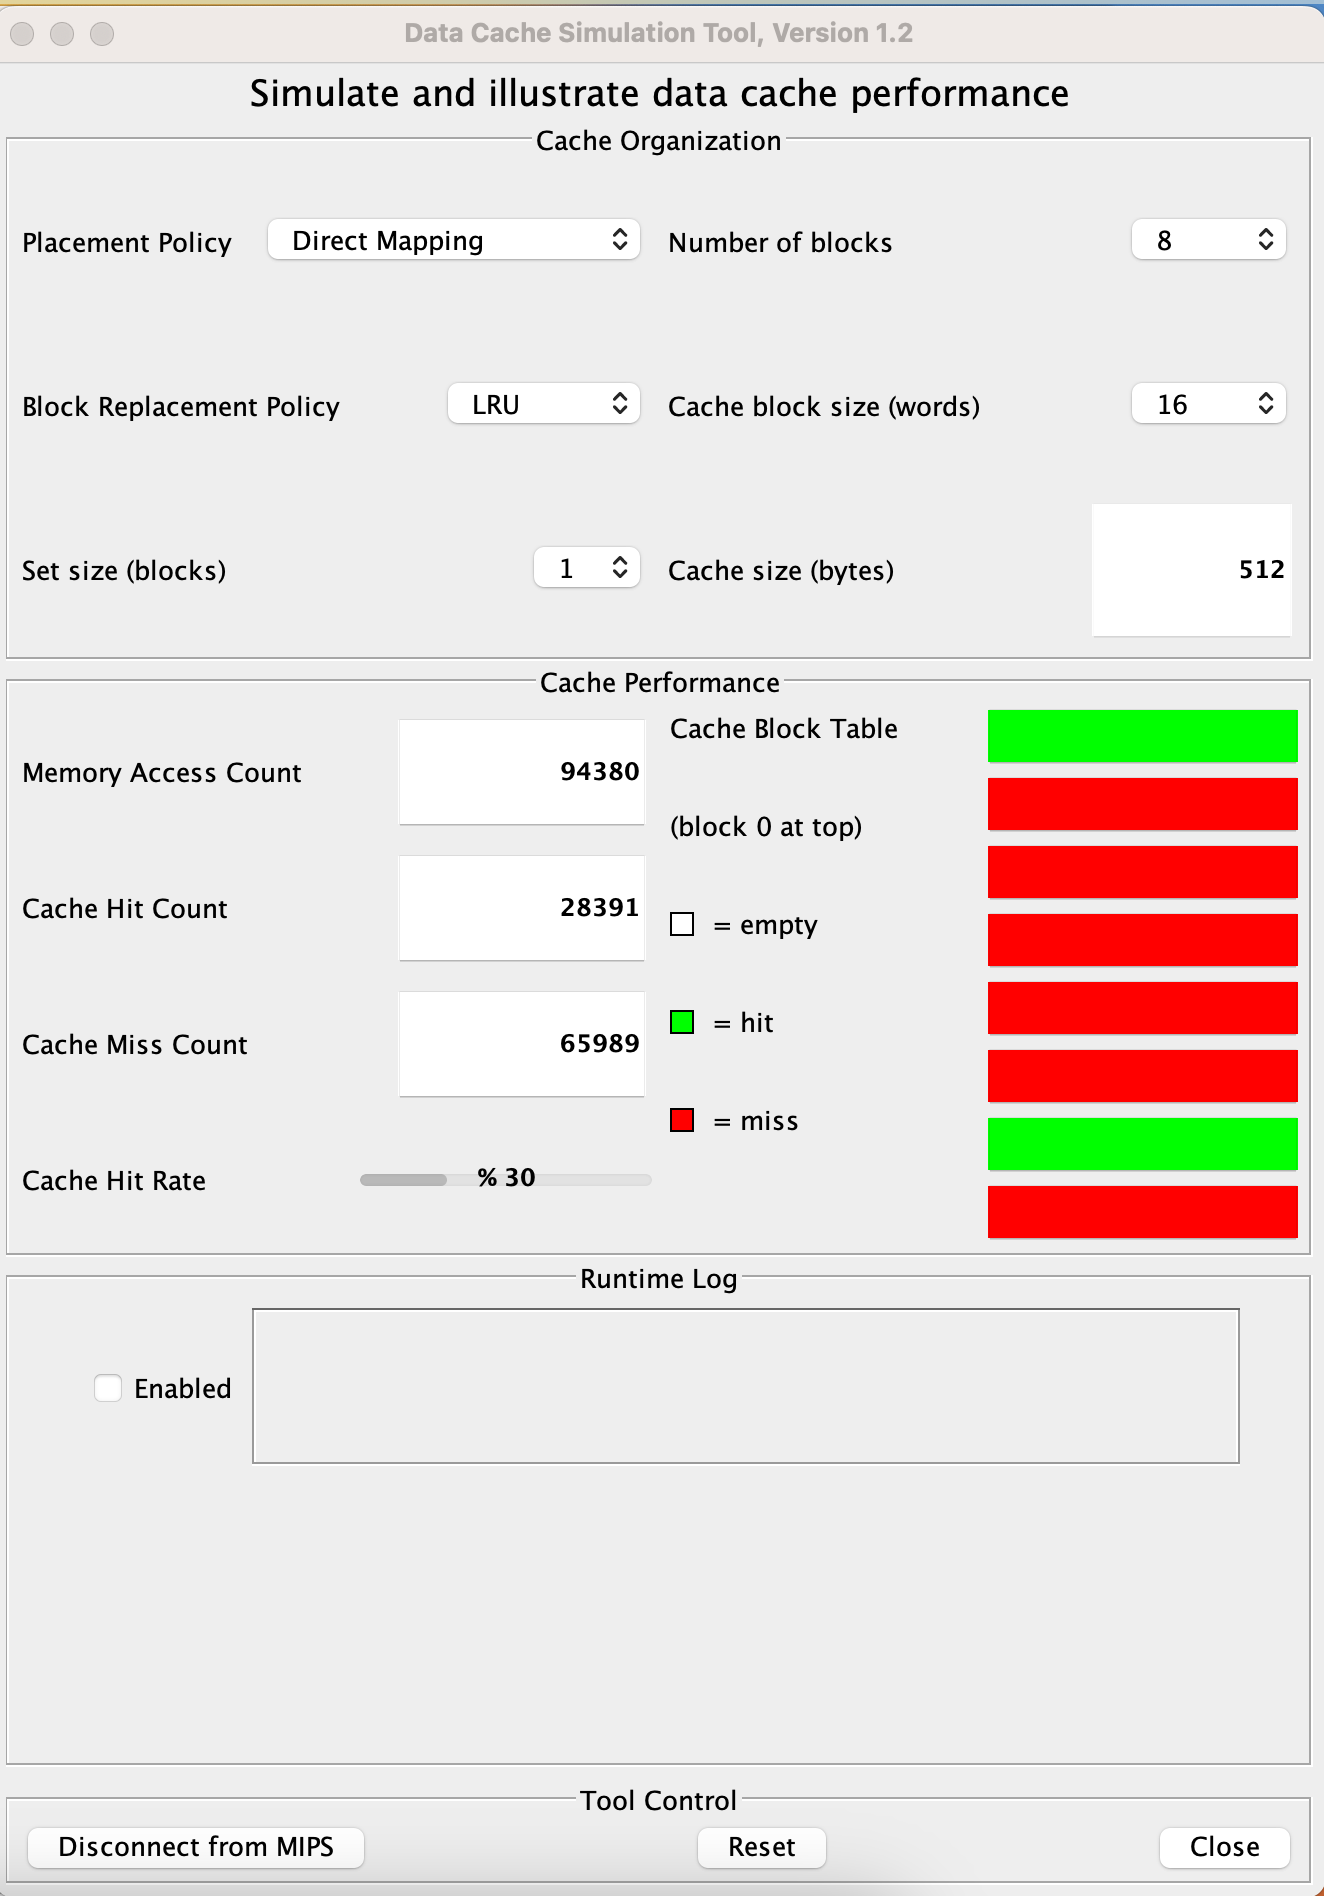 Data Cache Simulation Tool, Version 1.2
Simulate and illustrate data cache performance
Cache Organization
Placement Policy Direct Mapping Number of blocks 8
Block Replacement Policy LRU Cache block size (words) 16
Set size (blocks) 1 Cache size (bytes) 512
Cache Performance
Cache Block Table
Memory Access Count 94380
(block 0 at top)
Cache Hit Count 28391
= empty
= hit
Cache Miss Count 65989
= miss
Cache Hit Rate % 30
Runtime Log
Enabled
Tool Control
Disconnect from MIPS Reset Close